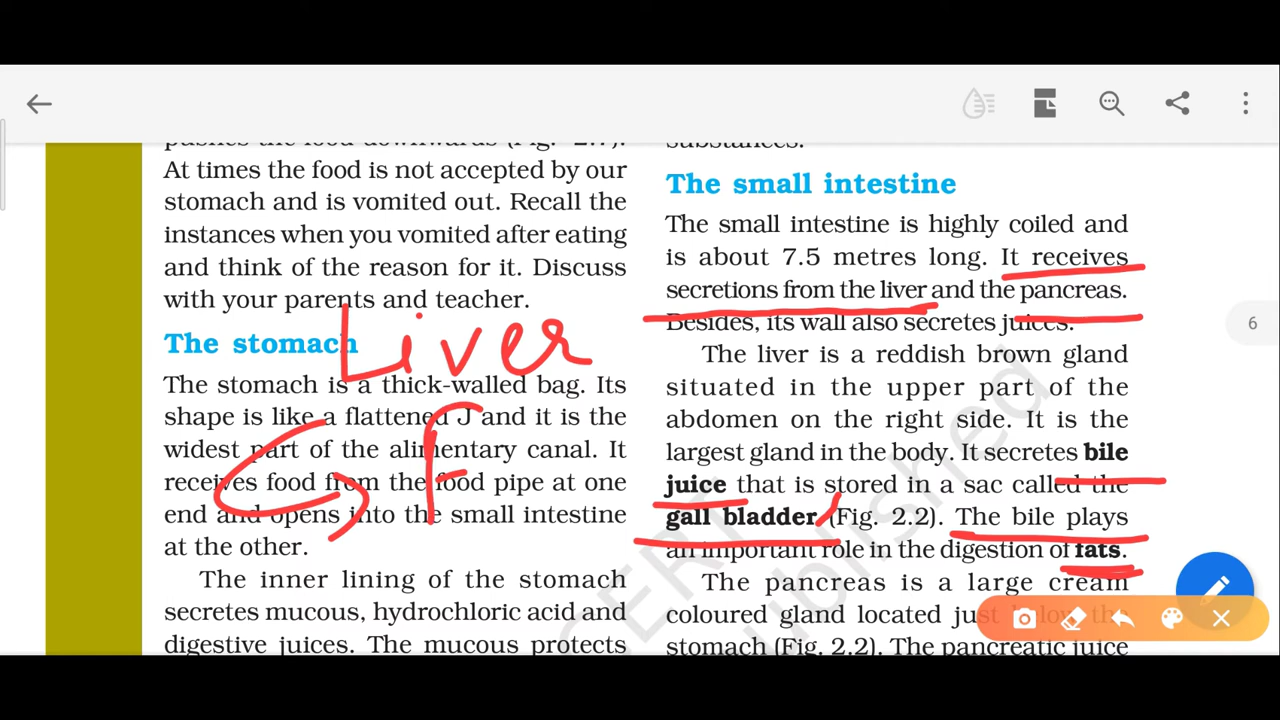 pushes the food downwards (Fig. 2.7).
At times the food is not accepted by our
stomach and is vomited out. Recall the
instances when you vomited after eating
and think of the reason for it. Discuss
with your parents and teacher.
The stomach
The stomach is a thick-walled bag. Its
shape is like a flattened J and it is the
widest part of the alimentary canal. It
receives food from the food pipe at one
end and opens into the small intestine
at the other.
The inner lining of the stomach
secretes mucous, hydrochloric acid and
digestive juices. The mucous protects
Liver
F
substances.
The small intestine
The small intestine is highly coiled and
is about 7.5 metres long. It receives
secretions from the liver and the pancreas.
Besides, its wall also secretes juices.
The liver is a reddish brown gland
situated in the upper part of the
abdomen on the right side. It is the
largest gland in the body. It secretes bile
juice that is stored in a sac called the
gall bladder (Fig. 2.2). The bile plays
an important role in the digestion of fats.
The pancreas is a large cream
coloured gland located just below the
stomach (Fig. 2.2). The pancreatic juice
6